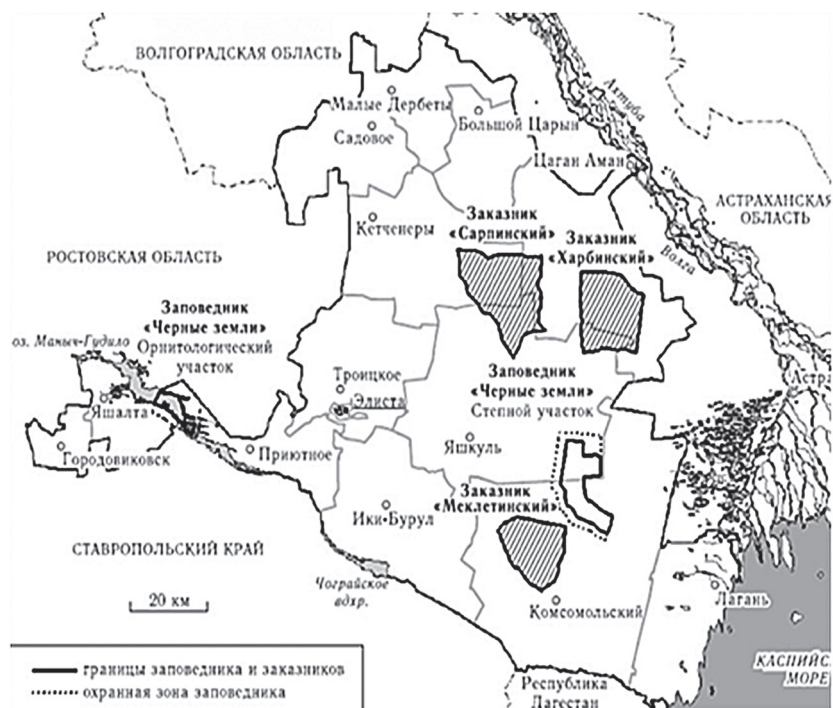 ВОЛГОГРАДСКАЯ ОБЛАСТЬ
Ахтуба
Малые Дербеты
Большой Царын
Садовое
Цаган Аман
АСТРАХАНСКАЯ
ОБЛАСТЬ
Заказник
«Сарпинский»
Кетченеры
Заказник
«Харбинский»
Волга
РОСТОВСКАЯ ОБЛАСТЬ
Заповедник
«Черные земли»
Орнитологический
участок
оз. Маныч-Гудило
Троицкое
Элиста
Заповедник
«Черные земли»
Степной участок
Астра
Яшалта
Городовиковск
Приютное
Яшкуль
Заказник
«Меклетинский»
Ики-Бурул
СТАВРОПОЛЬСКИЙ КРАЙ
Чограйское
вдхр.
20 км
Комсомольский
Лагань
КАСПИЙС
МОРЕ
границы заповедника и заказников
охранная зона заповедника
Республика
Дагестан